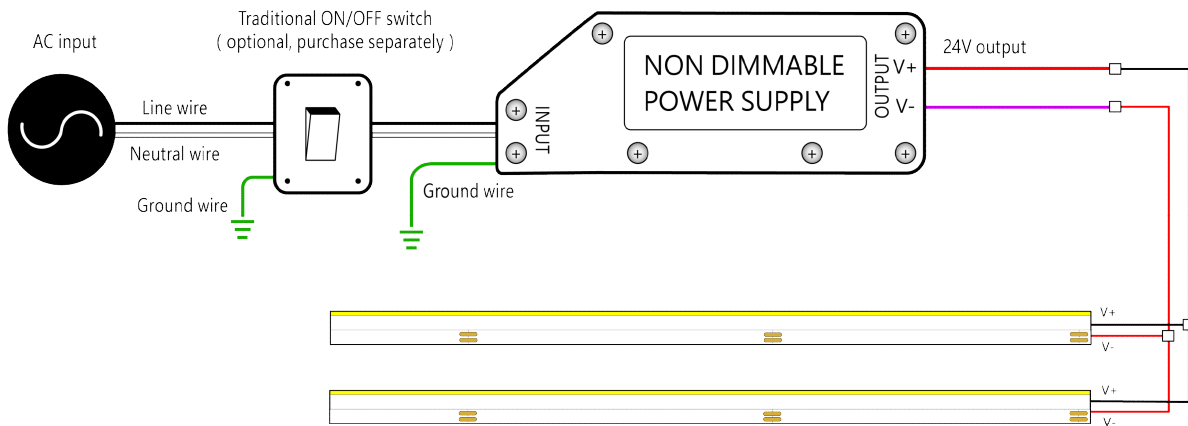 AC input
Traditional ON/OFF switch
( optional, purchase separately )
Line wire
Neutral wire
Ground wire
Ground wire
INPUT
NON DIMMABLE
POWER SUPPLY
OUTPUT
V+
V-
24V output
V+
V-
V+
V-